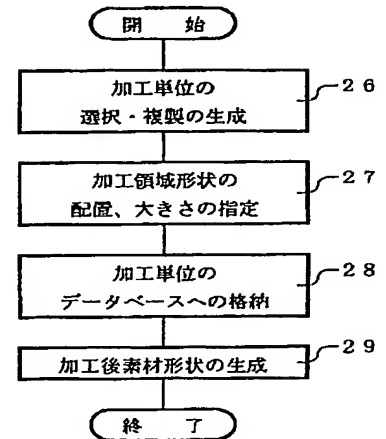 開 始
加工単位の
選択・複製の生成
26
加工領域形状の
配置、大きさの指定
27
加工単位の
データベースへの格納
28
加工後素材形状の生成
29
終 了